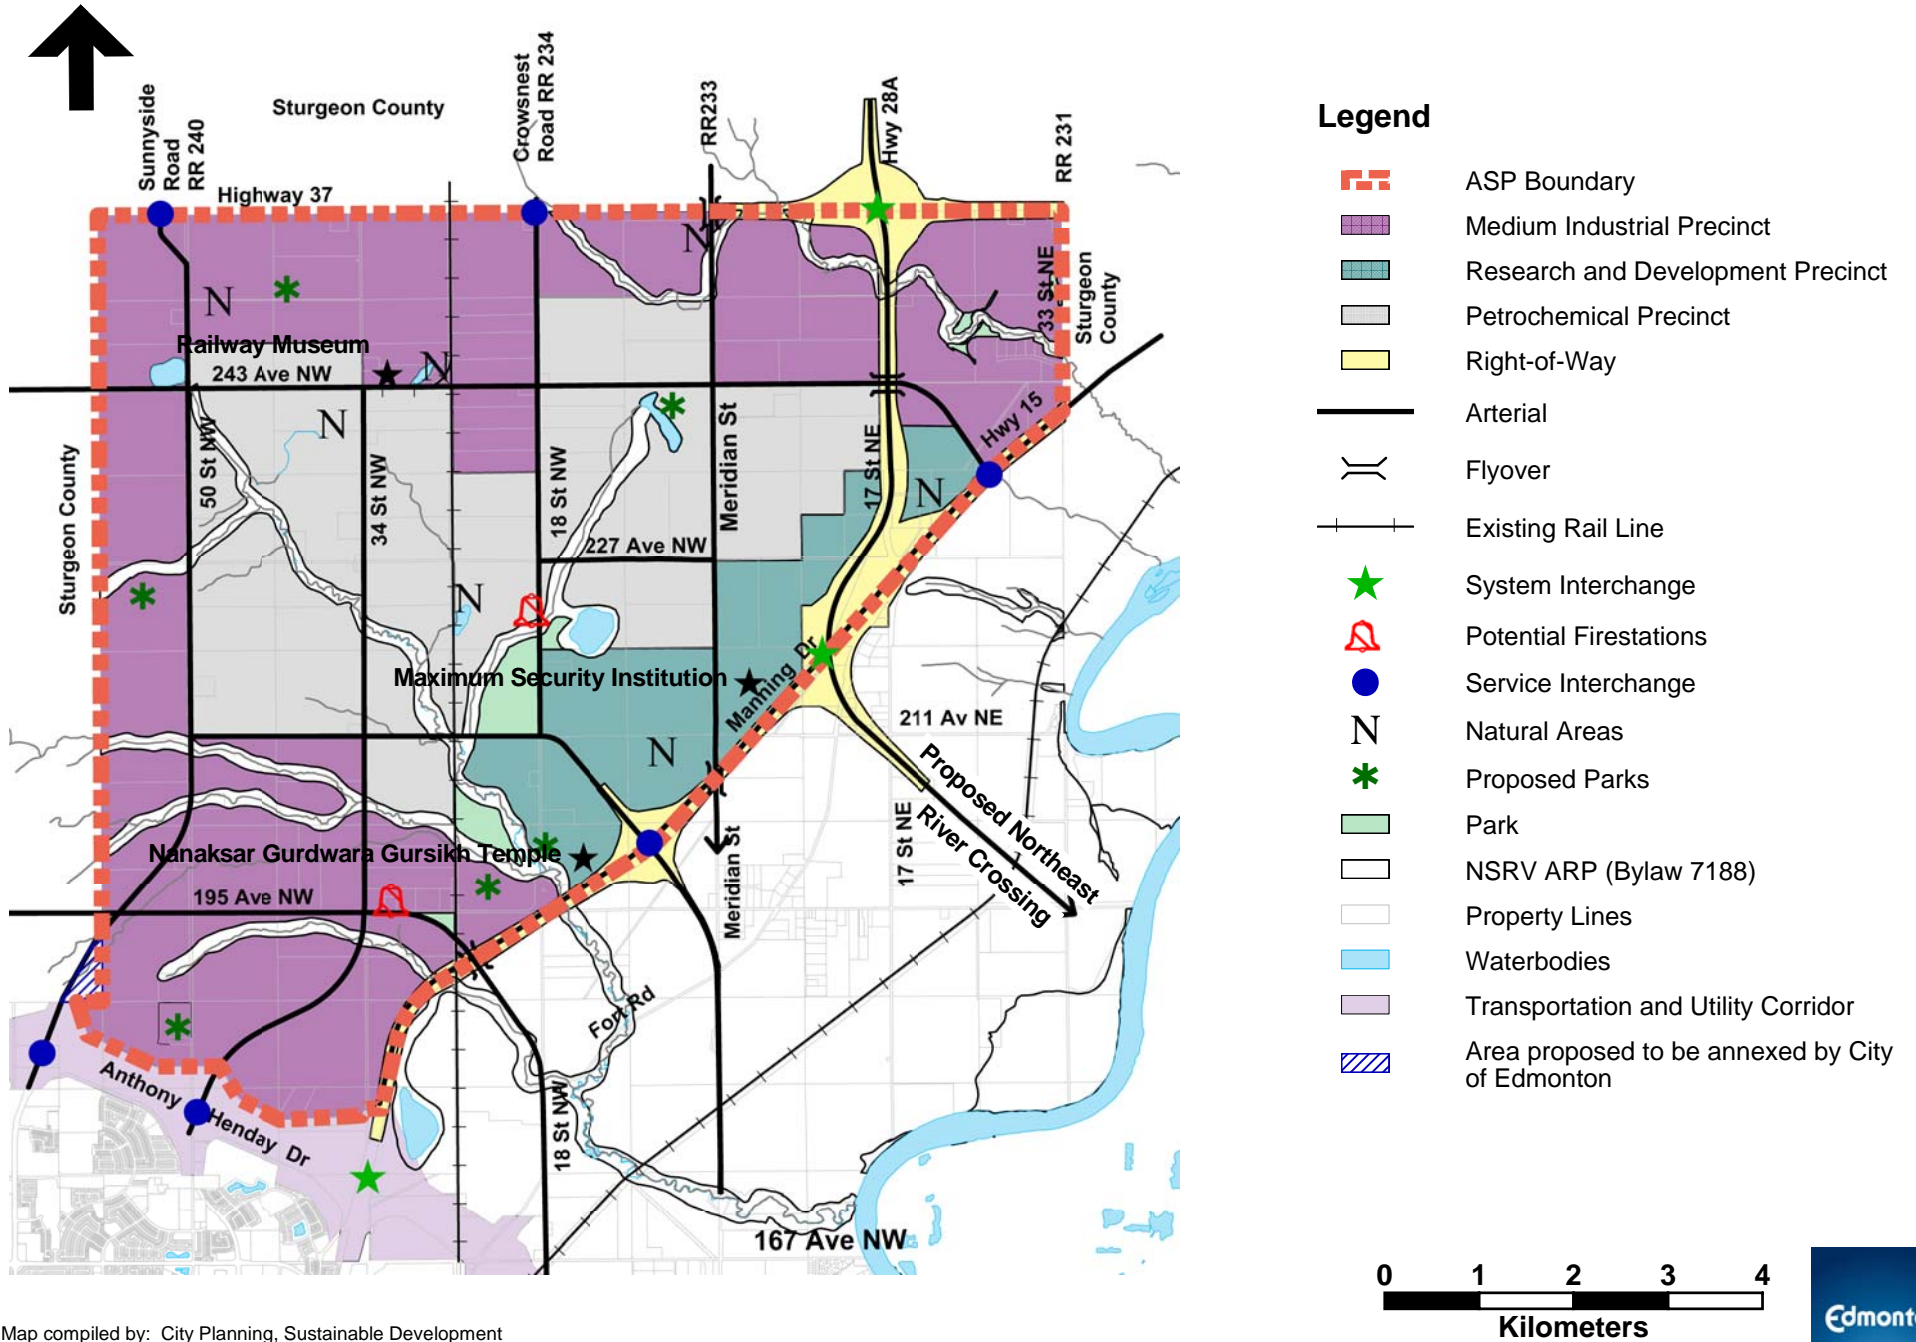 Sunnyside
Road
RR 240
Sturgeon County
Crowsnest
Road RR 234
RR233
Hwy 28A
RR 231
Highway 37
N
N
33 St NE
Sturgeon
County
Railway Museum
N
243 Ave NW
N
Sturgeon County
50 St NW
34 St NW
18 St NW
Meridian St
17 St NE
Hwy 15
N
227 Ave NW
N
Maximum Security Institution
Manning Dr
211 Av NE
N
Proposed Northeast
River Crossing
17 St NE
Meridian St
Nanaksar Gurdwara Gursikh Temple
195 Ave NW
Fort Rd
Anthony
Henday Dr
18 St NW
167 Ave NW
Legend
ASP Boundary
Medium Industrial Precinct
Research and Development Precinct
Petrochemical Precinct
Right-of-Way
Arterial
Flyover
Existing Rail Line
System Interchange
Potential Firestations
Service Interchange
N Natural Areas
Proposed Parks
Park
NSRV ARP (Bylaw 7188)
Property Lines
Waterbodies
Transportation and Utility Corridor
Area proposed to be annexed by City
of Edmonton
0 1 2 3 4
Kilometers
Map compiled by: City Planning, Sustainable Development